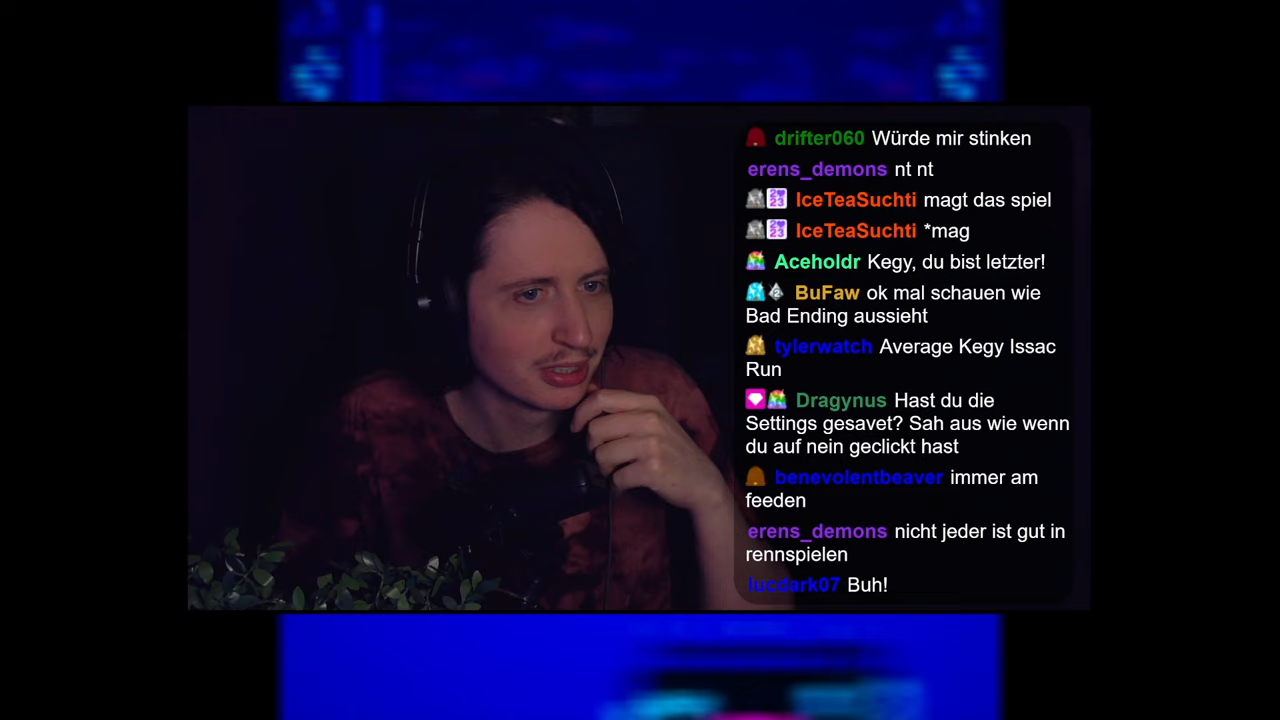 drifter060 Würde mir stinken
erens_demons nt nt
IceTeaSuchti magt das spiel
IceTeaSuchti *mag
Aceholdr Kegy, du bist letzter!
BuFaw ok mal schauen wie
Bad Ending aussieht
tylerwatch Average Kegy Issac
Run
Dragynus Hast du die
Settings gesavet? Sah aus wie wenn
du auf nein geclickt hast
benevolentbeaver immer am
feeden
erens_demons nicht jeder ist gut in
rennspielen
lucdark07 Buh!